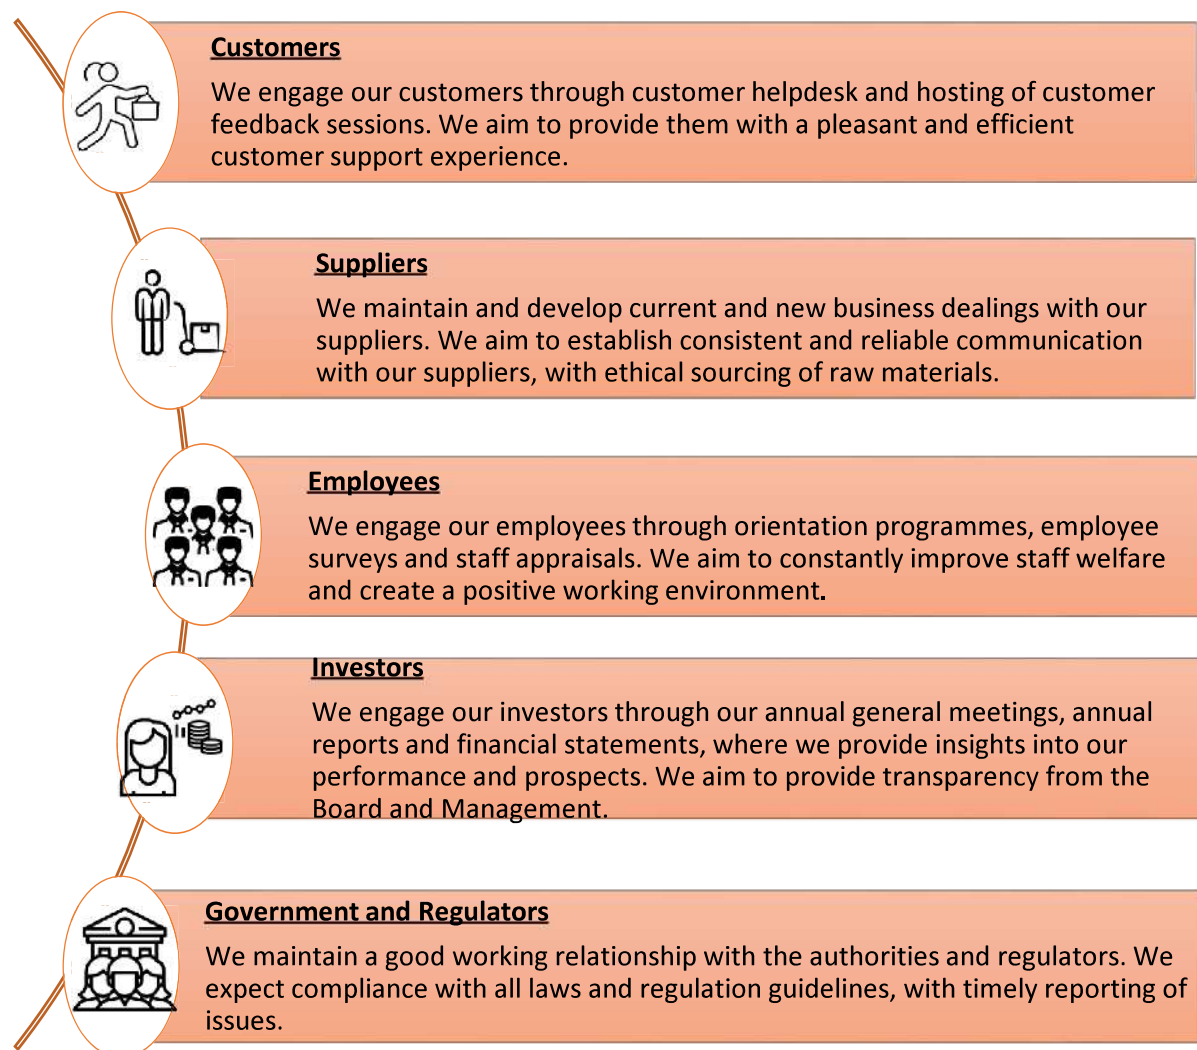 Customers
We engage our customers through customer helpdesk and hosting of customer
feedback sessions. We aim to provide them with a pleasant and efficient
customer support experience.
Suppliers
We maintain and develop current and new business dealings with our
suppliers. We aim to establish consistent and reliable communication
with our suppliers, with ethical sourcing of raw materials.
Employees
We engage our employees through orientation programmes, employee
surveys and staff appraisals. We aim to constantly improve staff welfare
and create a positive working environment.
Investors
We engage our investors through our annual general meetings, annual
reports and financial statements, where we provide insights into our
performance and prospects. We aim to provide transparency from the
Board and Management.
Government and Regulators
We maintain a good working relationship with the authorities and regulators. We
expect compliance with all laws and regulation guidelines, with timely reporting of
issues.